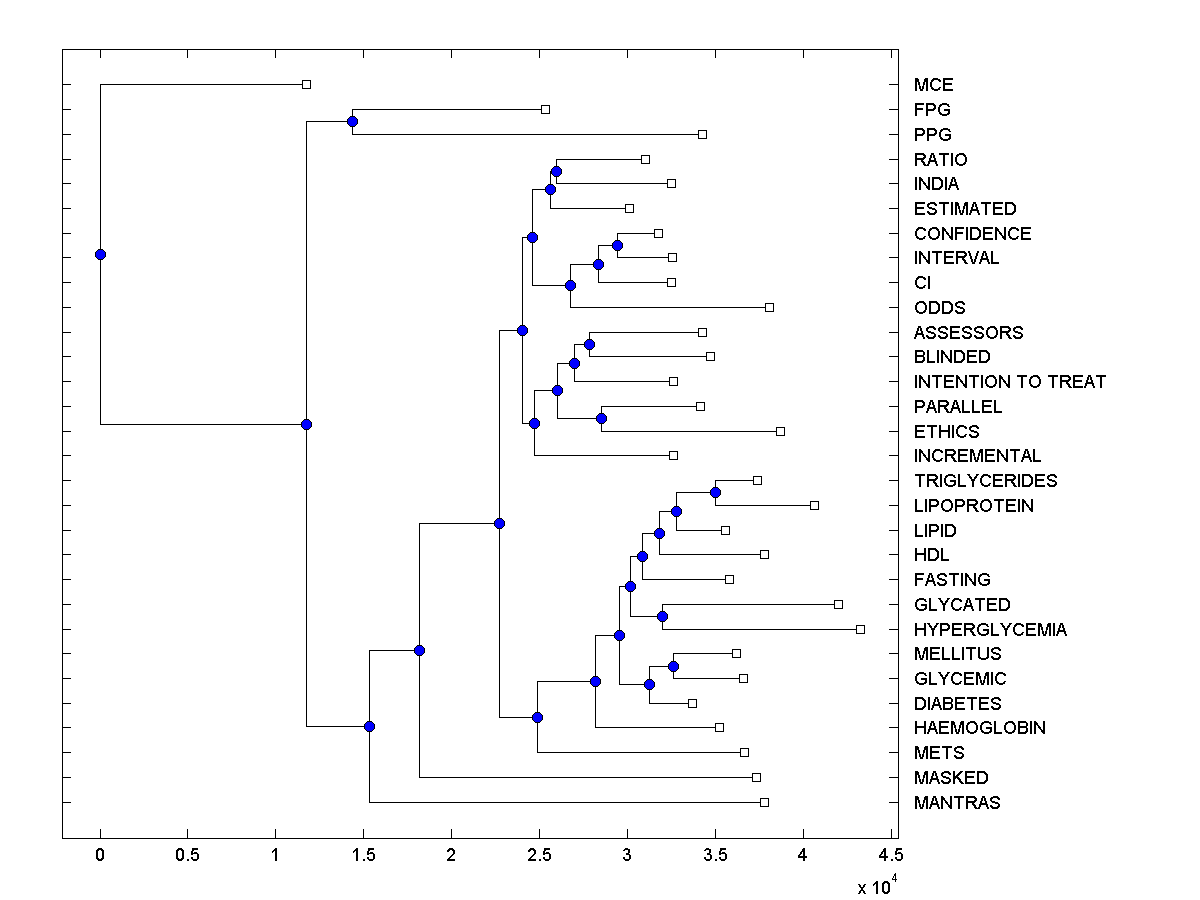 MCE
FPG
PPG
RATIO
INDIA
ESTIMATED
CONFIDENCE
INTERVAL
CI
ODDS
ASSESSORS
BLINDED
INTENTION TO TREAT
PARALLEL
ETHICS
INCREMENTAL
TRIGLYCERIDES
LIPOPROTEIN
LIPID
HDL
FASTING
GLYCATED
HYPERGLYCEMIA
MELLITUS
GLYCEMIC
DIABETES
HAEMOGLOBIN
METS
MASKED
MANTRAS
0 0.5 1 1.5 2 2.5 3 3.5 4 4.5
x 10^4